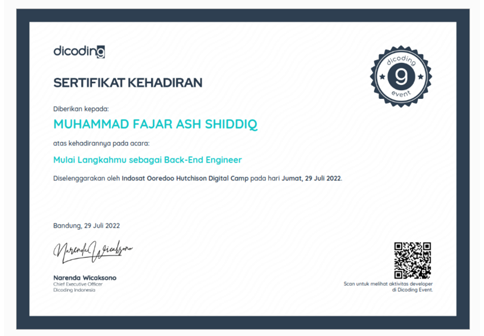 dicoding
dicoding
event
SERTIFIKAT KEHADIRAN
Diberikan kepada:
MUHAMMAD FAJAR ASH SHIDDIQ
atas kehadirannya pada acara:
Mulai Langkahmu sebagai Back-End Engineer
Diselenggarakan oleh Indosat Ooredoo Hutchison Digital Camp pada hari Jumat, 29 Juli 2022.
Bandung, 29 Juli 2022
Narenda Wicaksono
Chief Executive Officer
Dicoding Indonesia
Scan untuk melihat aktivitas developer
di Dicoding Event.